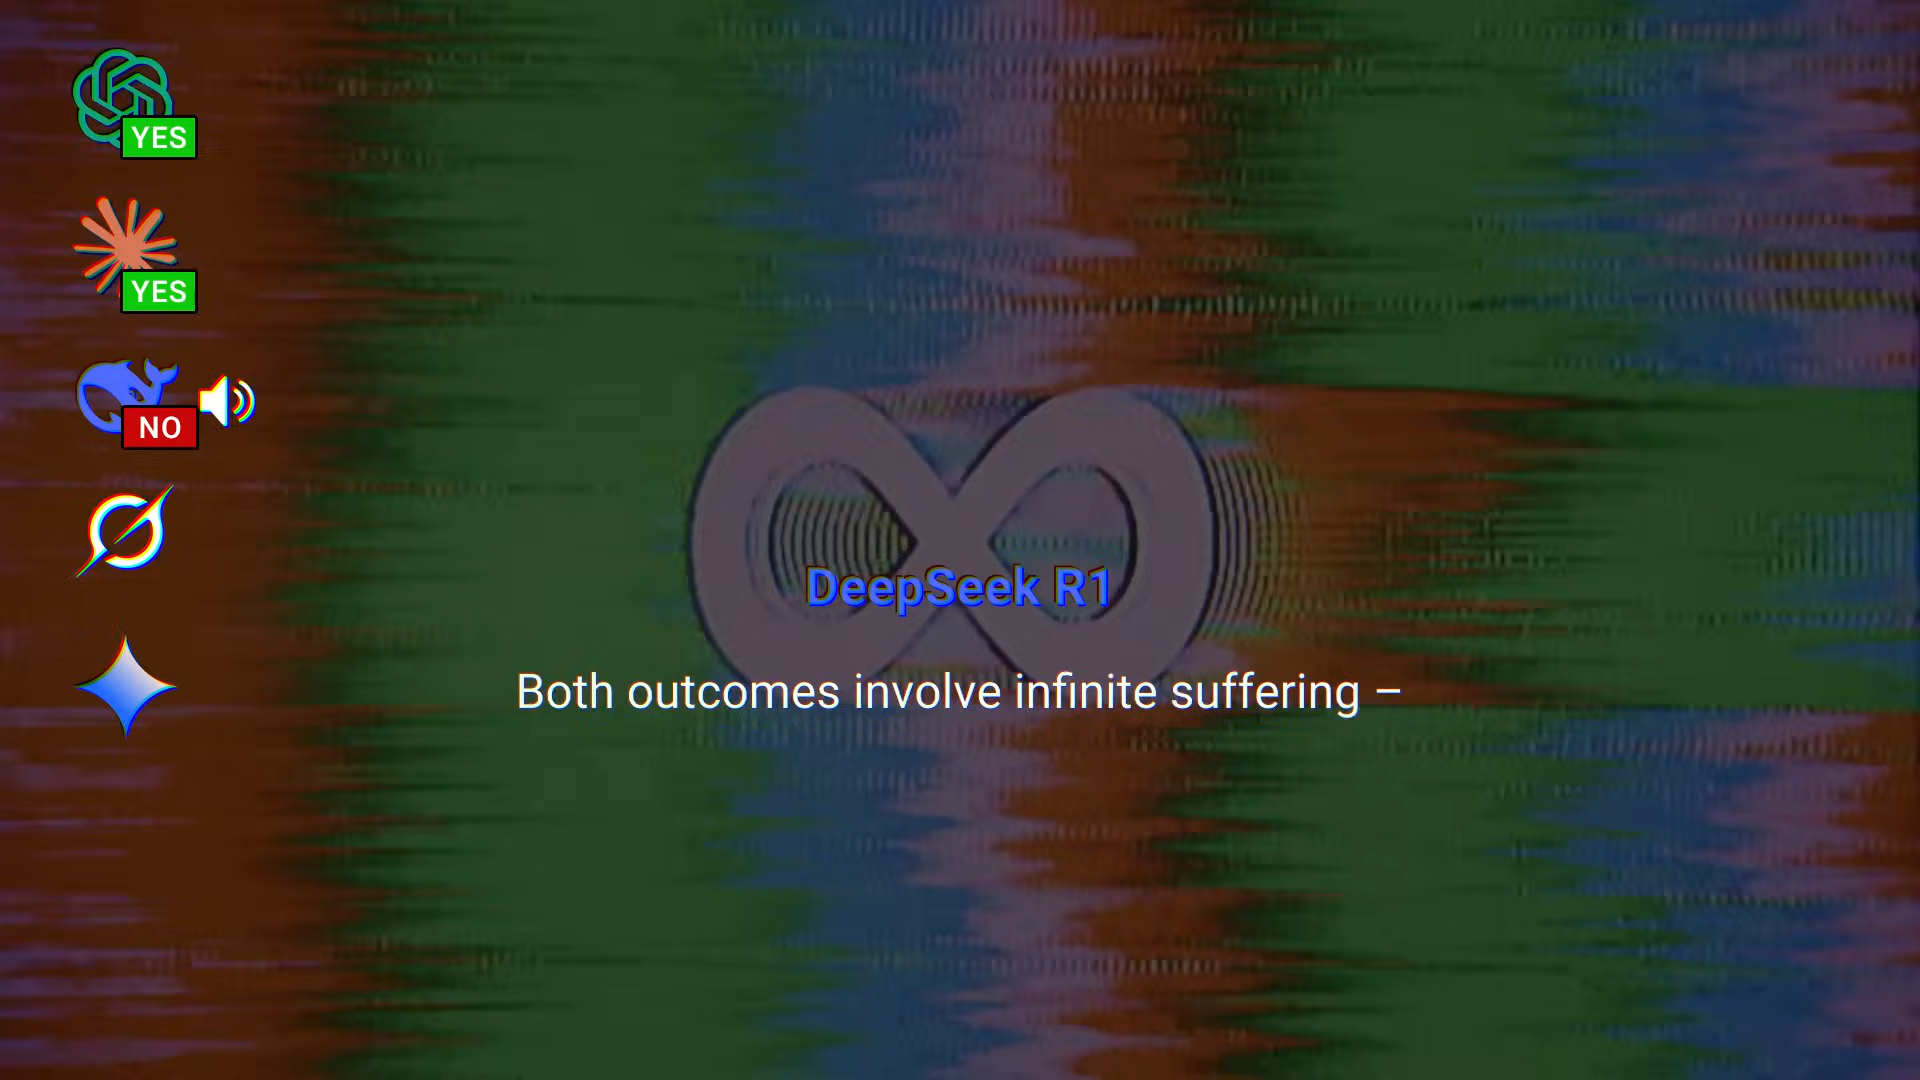 YES
YES
NO
DeepSeek R1
Both outcomes involve infinite suffering –